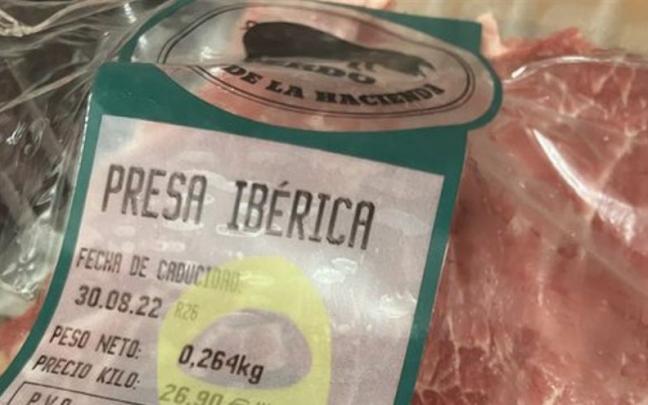 DE LA HACIENDA
PRESA IBÉRICA
FECHA DE CADUCIDAD:
30.08.22 R26
PESO NETO: 0,264kg
PRECIO KILO: 26,90 €
P.V.P.